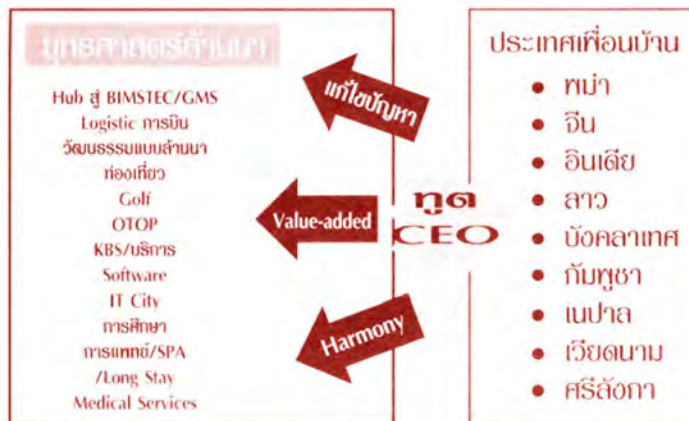 ยุทธศาสตร์ล้านนา
Hub สู่ BIMSTEC/GMS
Logistic การบิน
วัฒนธรรมแบบล้านนา
ท่องเที่ยว
Golf
OTOP
KBS/บริการ
Software
IT City
การศึกษา
การแพทย์/SPA
/Long Stay
Medical Services
แก้ไขปัญหา
Value-added
Harmony
ทูต
CEO
ประเทศเพื่อนบ้าน
• พม่า
• จีน
• อินเดีย
• ลาว
• บังคลาเทศ
• กัมพูชา
• เนปาล
• เวียดนาม
• ศรีลังกา